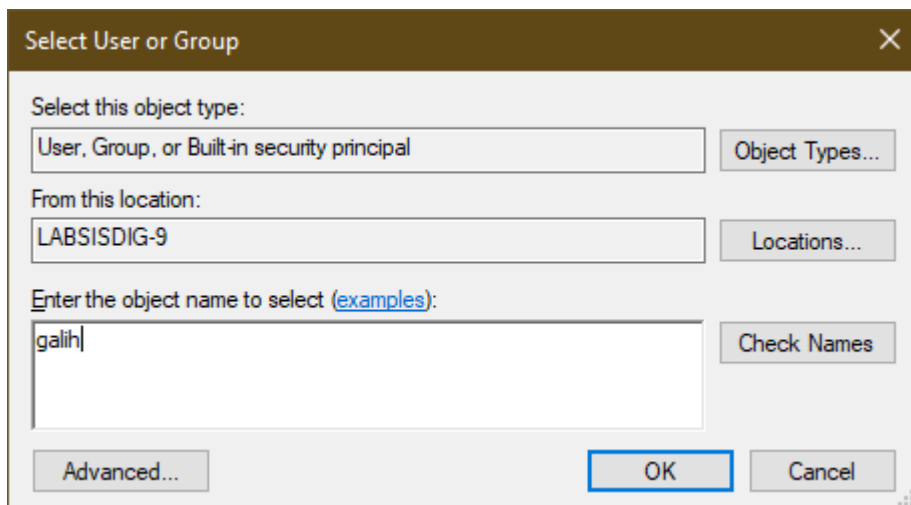 Select User or Group
Select this object type:
User, Group, or Built-in security principal
Object Types...
From this location:
LABSISDIG-9
Locations...
Enter the object name to select (examples):
galih
Check Names
Advanced...
OK
Cancel